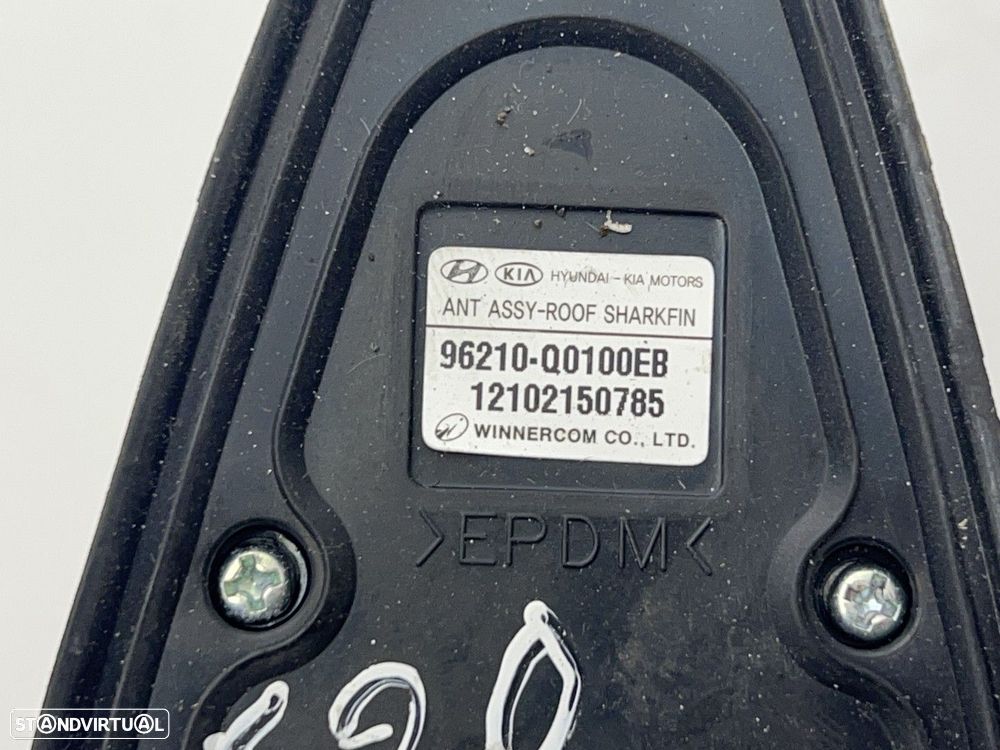 KIA HYUNDAI - KIA MOTORS
ANT ASSY-ROOF SHARKFIN
96210-Q0100EB
12102150785
WINNERCOM CO., LTD.
>EPDM<
STANDVIRTUAL